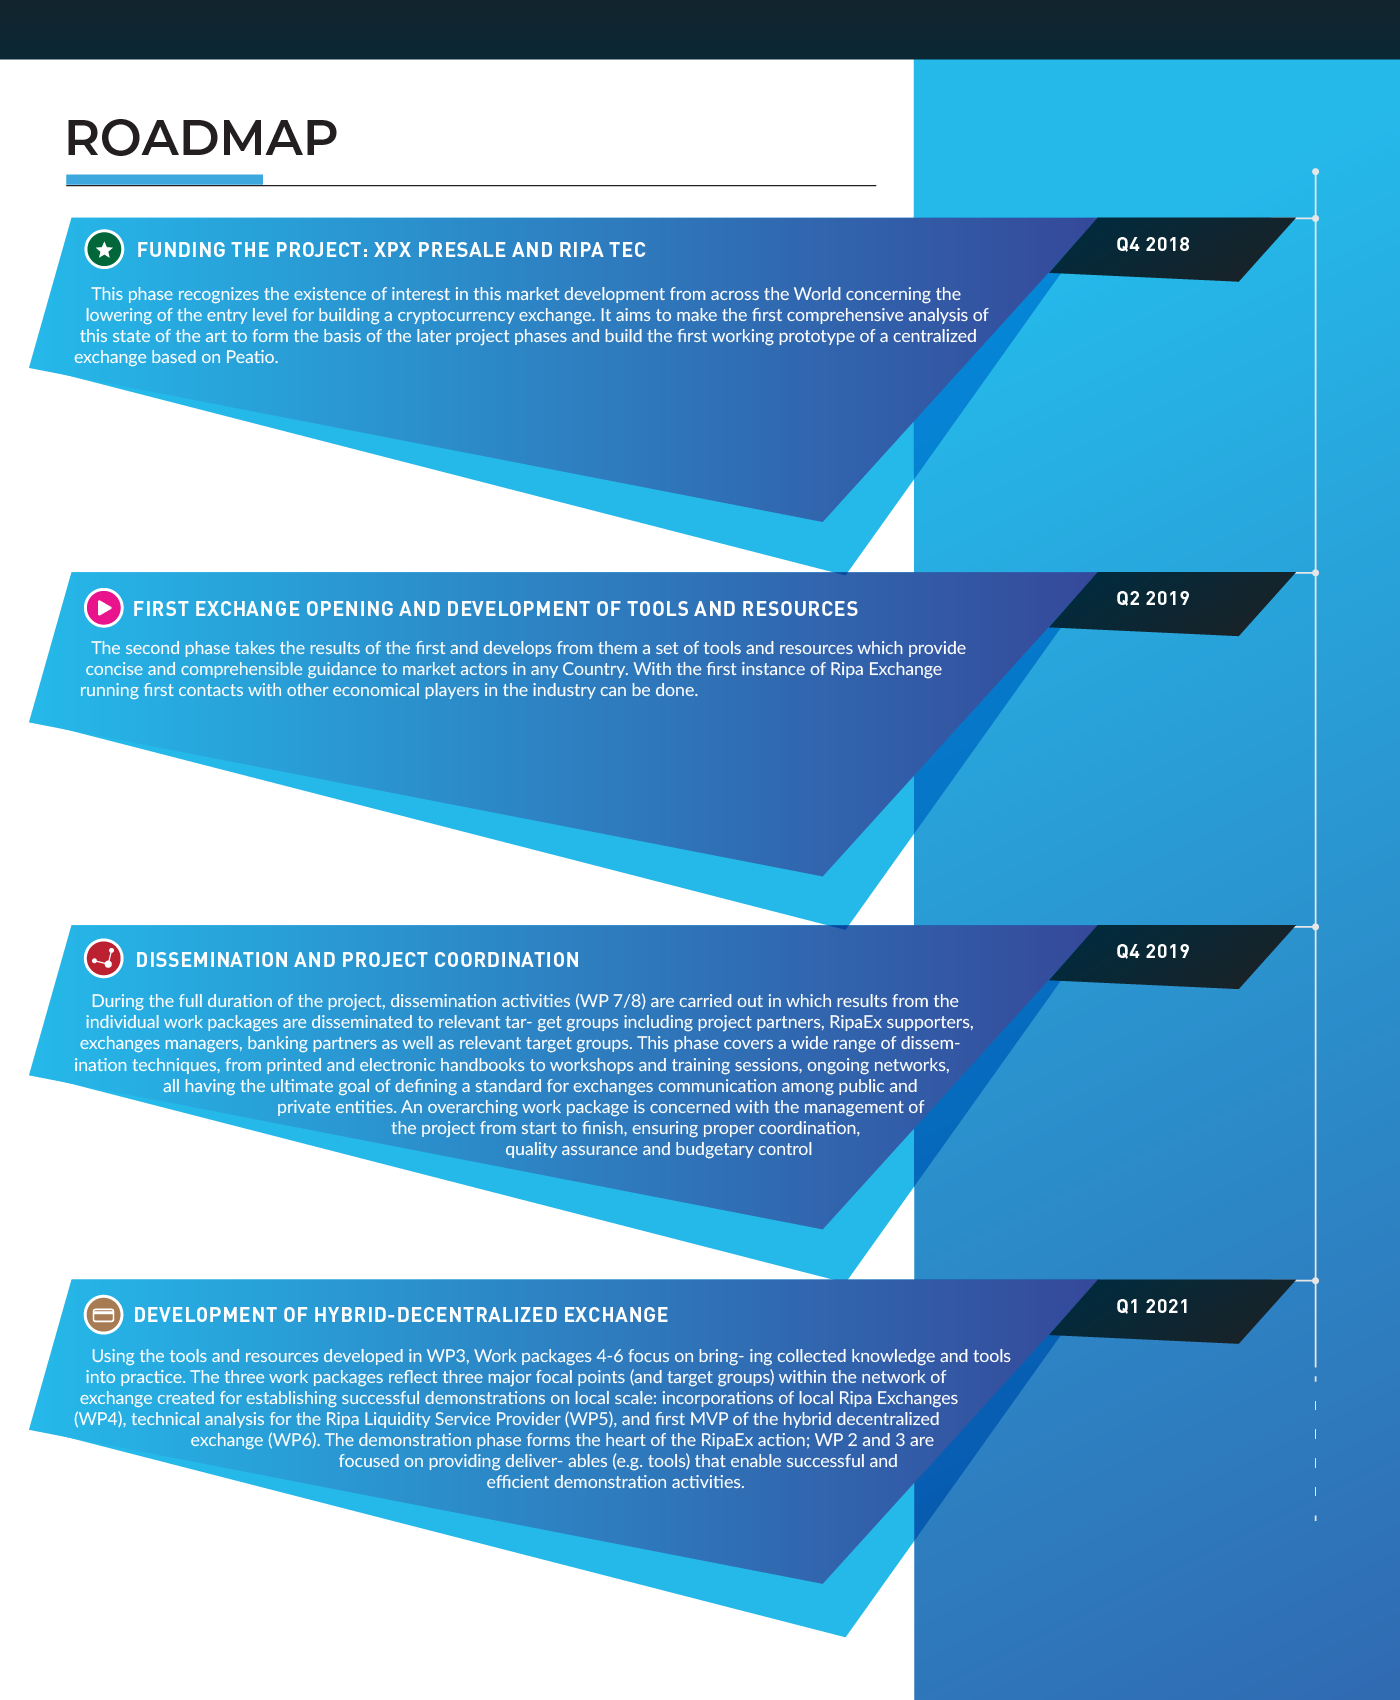 ROADMAP
FUNDING THE PROJECT: XPX PRESALE AND RIPA TEC
Q4 2018
This phase recognizes the existence of interest in this market development from across the World concerning the
lowering of the entry level for building a cryptocurrency exchange. It aims to make the first comprehensive analysis of
this state of the art to form the basis of the later project phases and build the first working prototype of a centralized
exchange based on Peatio.
FIRST EXCHANGE OPENING AND DEVELOPMENT OF TOOLS AND RESOURCES
Q2 2019
The second phase takes the results of the first and develops from them a set of tools and resources which provide
concise and comprehensible guidance to market actors in any Country. With the first instance of Ripa Exchange
running first contacts with other economical players in the industry can be done.
DISSEMINATION AND PROJECT COORDINATION
Q4 2019
During the full duration of the project, dissemination activities (WP 7/8) are carried out in which results from the
individual work packages are disseminated to relevant tar- get groups including project partners, RipaEx supporters,
exchanges managers, banking partners as well as relevant target groups. This phase covers a wide range of dissem-
ination techniques, from printed and electronic handbooks to workshops and training sessions, ongoing networks,
all having the ultimate goal of defining a standard for exchanges communication among public and
private entities. An overarching work package is concerned with the management of
the project from start to finish, ensuring proper coordination,
quality assurance and budgetary control
DEVELOPMENT OF HYBRID-DECENTRALIZED EXCHANGE
Q1 2021
Using the tools and resources developed in WP3, Work packages 4-6 focus on bring- ing collected knowledge and tools
into practice. The three work packages reflect three major focal points (and target groups) within the network of
exchange created for establishing successful demonstrations on local scale: incorporations of local Ripa Exchanges
(WP4), technical analysis for the Ripa Liquidity Service Provider (WP5), and first MVP of the hybrid decentralized
exchange (WP6). The demonstration phase forms the heart of the RipaEx action; WP 2 and 3 are
focused on providing deliver- ables (e.g. tools) that enable successful and
efficient demonstration activities.